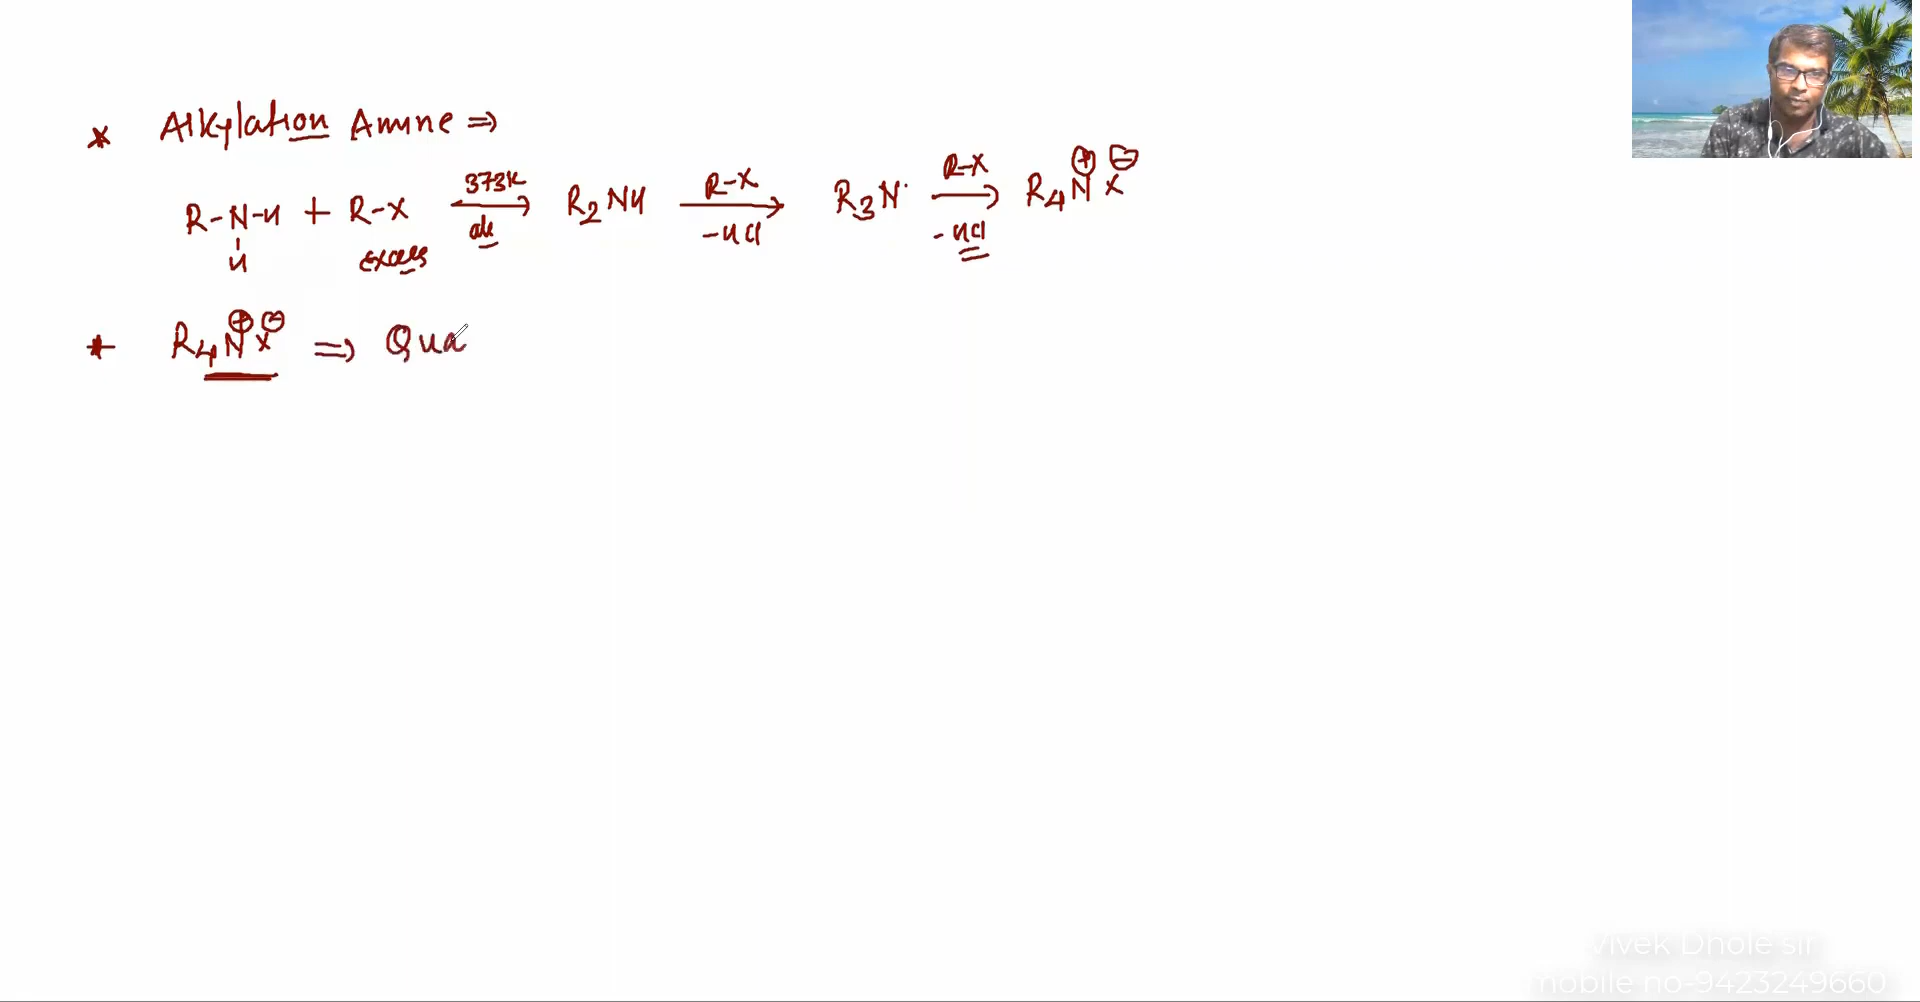 * Alkylation Amine ⇒
R-N-H + R-X 373K R2NH R-X R3N R-X R4N⊕ X⊖
H excess alc -HCl -HCl
* R4N⊕X⊖ ⇒ Qua
Vivek Dhole sir
mobile no-9423249660